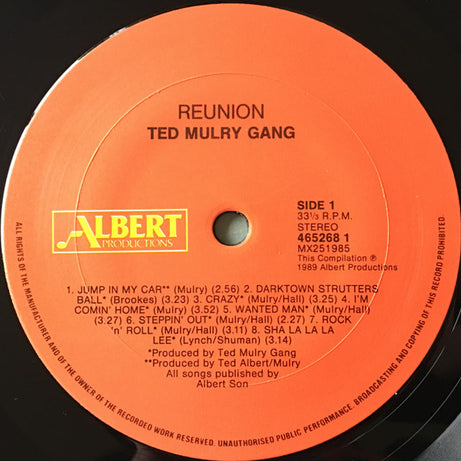 REUNION
TED MULRY GANG
ALBERT
PRODUCTIONS
SIDE 1
33⅓ R.P.M.
STEREO
465268 1
MX251985
This Compilation ℗
1989 Albert Productions
1. JUMP IN MY CAR** (Mulry) (2.56) 2. DARKTOWN STRUTTERS
BALL* (Brookes) (3.23) 3. CRAZY* (Mulry/Hall) (3.25) 4. I'M
COMIN' HOME* (Mulry) (3.52) 5. WANTED MAN* (Mulry/Hall)
(3.27) 6. STEPPIN' OUT* (Mulry/Hall) (2.31) 7. ROCK
'n' ROLL* (Mulry/Hall) (3.11) 8. SHA LA LA LA
LEE* (Lynch/Shuman) (3.14)
*Produced by Ted Mulry Gang
**Produced by Ted Albert/Mulry
All songs published by
Albert Son
ALL RIGHTS OF THE MANUFACTURER AND OF THE OWNER OF THE RECORDED WORK RESERVED. UNAUTHORISED PUBLIC PERFORMANCE, BROADCASTING AND COPYING OF THIS RECORD PROHIBITED.